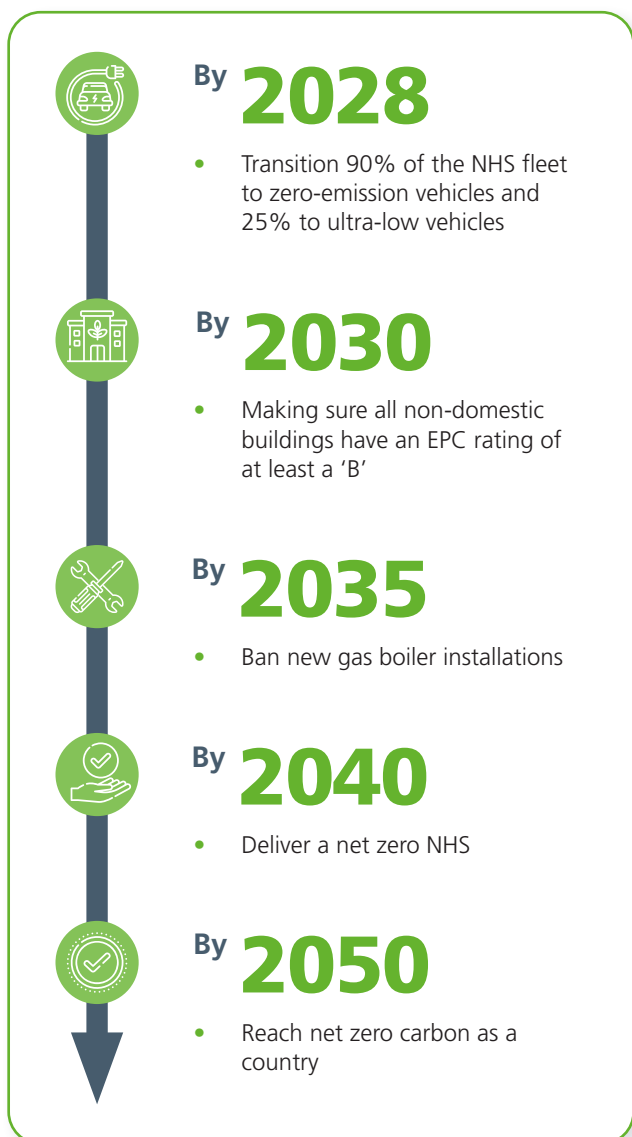 By 2028
• Transition 90% of the NHS fleet
to zero-emission vehicles and
25% to ultra-low vehicles
By 2030
• Making sure all non-domestic
buildings have an EPC rating of
at least a ‘B’
By 2035
• Ban new gas boiler installations
By 2040
• Deliver a net zero NHS
By 2050
• Reach net zero carbon as a
country